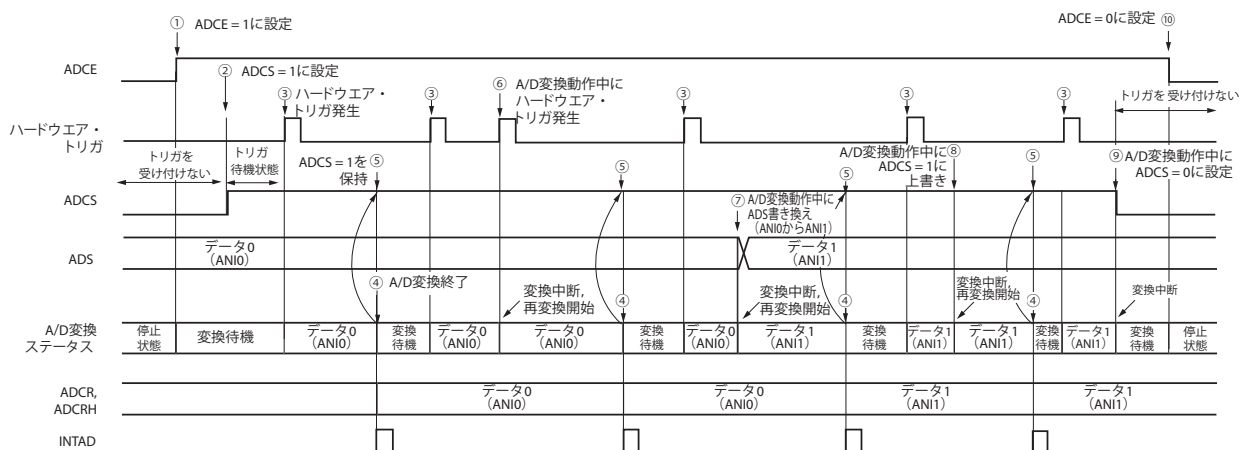 ① ADCE = 1に設定
ADCE = 0に設定 ⑩
ADCE
② ADCS = 1に設定
③ ハードウエア・
トリガ発生
③
⑥ A/D変換動作中に
ハードウエア・
トリガ発生
③
③
③
トリガを受け付けない
ハードウエア・
トリガ
トリガを
受け付けない
トリガ
待機状態
ADCS = 1を ⑤
保持
⑤
A/D変換動作中に ⑧
ADCS = 1に
上書き
⑤
⑤
⑨ A/D変換動作中に
ADCS = 0に設定
ADCS
⑦ A/D変換動作中に
ADS書き換え
(ANI0からANI1)
ADS
データ0
(ANI0)
データ1
(ANI1)
④ A/D変換終了
変換中断,
再変換開始
④
変換中断,
再変換開始
④
変換中断,
再変換開始
④
変換中断
A/D変換
ステータス
停止
状態
変換待機
データ0
(ANI0)
変換
待機
データ0
(ANI0)
データ0
(ANI0)
変換
待機
データ0
(ANI0)
データ1
(ANI1)
変換
待機
データ1
(ANI1)
データ1
(ANI1)
変換
待機
データ1
(ANI1)
変換
待機
停止
状態
ADCR,
ADCRH
データ0
(ANI0)
データ0
(ANI0)
データ1
(ANI1)
データ1
(ANI1)
INTAD